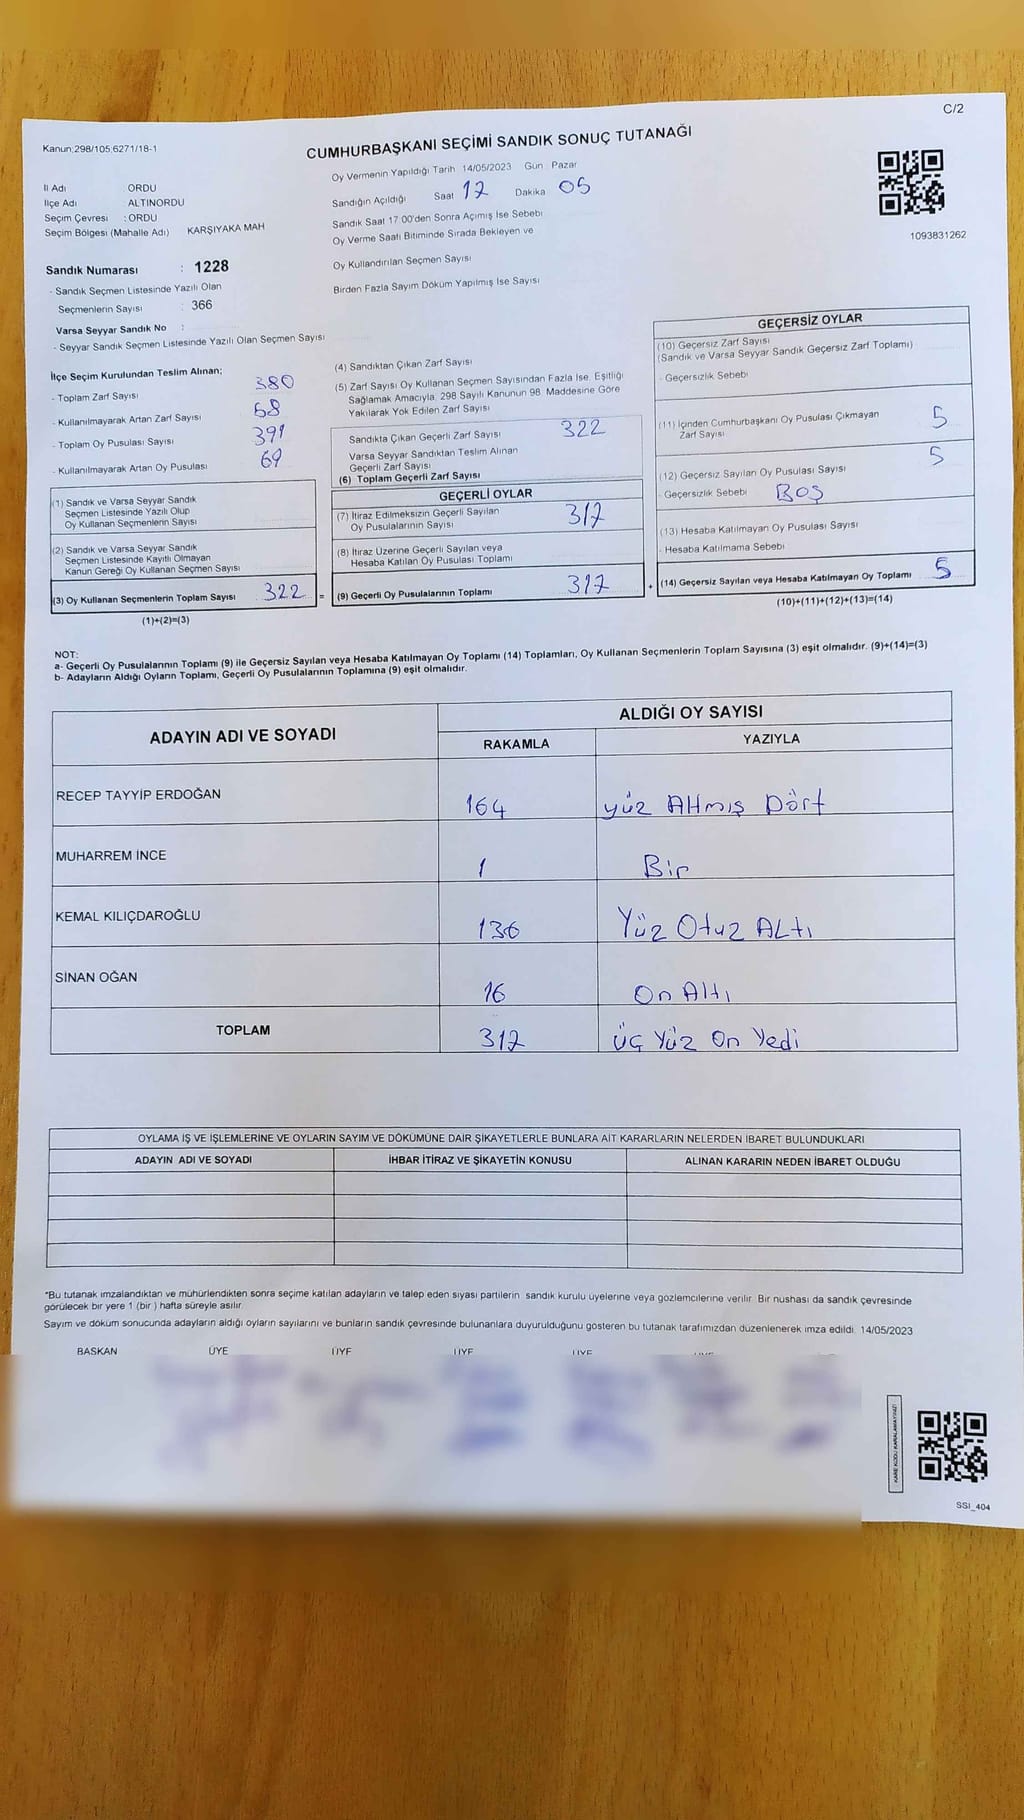 C/2
Kanun;298/105;6271/18-1
CUMHURBAŞKANI SEÇİMİ SANDIK SONUÇ TUTANAĞI
İl Adı ORDU
İlçe Adı ALTINORDU
Seçim Çevresi : ORDU
Seçim Bölgesi (Mahalle Adı) KARŞIYAKA MAH
Oy Vermenin Yapıldığı Tarih 14/05/2023 Gün Pazar
Sandığın Açıldığı Saat 17 Dakika 05
Sandık Saat 17:00'den Sonra Açımış İse Sebebi
Oy Verme Saati Bitiminde Sırada Bekleyen ve
Oy Kullandırılan Seçmen Sayısı
Birden Fazla Sayım Döküm Yapılmış İse Sayısı
1093831262
Sandık Numarası : 1228
- Sandık Seçmen Listesinde Yazılı Olan
Seçmenlerin Sayısı : 366
Varsa Seyyar Sandık No :
- Seyyar Sandık Seçmen Listesinde Yazılı Olan Seçmen Sayısı
İlçe Seçim Kurulundan Teslim Alınan;
- Toplam Zarf Sayısı 380
- Kullanılmayarak Artan Zarf Sayısı 58
- Toplam Oy Pusulası Sayısı 391
- Kullanılmayarak Artan Oy Pusulası 69
(1) Sandık ve Varsa Seyyar Sandık
Seçmen Listesinde Yazılı Olup
Oy Kullanan Seçmenlerin Sayısı
(2) Sandık ve Varsa Seyyar Sandık
Seçmen Listesinde Kayıtlı Olmayan
Kanun Gereği Oy Kullanan Seçmen Sayısı
(3) Oy Kullanan Seçmenlerin Toplam Sayısı 322 =
(1)+(2)=(3)
(4) Sandıktan Çıkan Zarf Sayısı
(5) Zarf Sayısı Oy Kullanan Seçmen Sayısından Fazla İse, Eşitliği
Sağlamak Amacıyla, 298 Sayılı Kanunun 98. Maddesine Göre
Yakılarak Yok Edilen Zarf Sayısı
Sandıkta Çıkan Geçerli Zarf Sayısı 322
Varsa Seyyar Sandıktan Teslim Alınan
Geçerli Zarf Sayısı
(6) Toplam Geçerli Zarf Sayısı
GEÇERLİ OYLAR
(7) İtiraz Edilmeksizin Geçerli Sayılan
Oy Pusulalarının Sayısı 317
(8) İtiraz Üzerine Geçerli Sayılan veya
Hesaba Katılan Oy Pusulası Toplamı
(9) Geçerli Oy Pusulalarının Toplamı 317 +
GEÇERSİZ OYLAR
(10) Geçersiz Zarf Sayısı
(Sandık ve Varsa Seyyar Sandık Geçersiz Zarf Toplamı)
- Geçersizlik Sebebi
(11) İçinden Cumhurbaşkanı Oy Pusulası Çıkmayan
Zarf Sayısı 5
(12) Geçersiz Sayılan Oy Pusulası Sayısı 5
- Geçersizlik Sebebi BOŞ
(13) Hesaba Katılmayan Oy Pusulası Sayısı
- Hesaba Katılmama Sebebi
(14) Geçersiz Sayılan veya Hesaba Katılmayan Oy Toplamı 5
(10)+(11)+(12)+(13)=(14)
NOT:
a- Geçerli Oy Pusulalarının Toplamı (9) ile Geçersiz Sayılan veya Hesaba Katılmayan Oy Toplamı (14) Toplamları, Oy Kullanan Seçmenlerin Toplam Sayısına (3) eşit olmalıdır. (9)+(14)=(3)
b- Adayların Aldığı Oyların Toplamı, Geçerli Oy Pusulalarının Toplamına (9) eşit olmalıdır.
ADAYIN ADI VE SOYADI ALDIĞI OY SAYISI
RAKAMLA YAZIYLA
RECEP TAYYİP ERDOĞAN 164 yüz Altmış Dört
MUHARREM İNCE 1 Bir
KEMAL KILIÇDAROĞLU 136 Yüz Otuz ALtı
SİNAN OĞAN 16 On Altı
TOPLAM 317 üç Yüz On Yedi
OYLAMA İŞ VE İŞLEMLERİNE VE OYLARIN SAYIM VE DÖKÜMÜNE DAİR ŞİKAYETLERLE BUNLARA AİT KARARLARIN NELERDEN İBARET BULUNDUKLARI
ADAYIN ADI VE SOYADI İHBAR İTİRAZ VE ŞİKAYETİN KONUSU ALINAN KARARIN NEDEN İBARET OLDUĞU
*Bu tutanak imzalandıktan ve mühürlendikten sonra seçime katılan adayların ve talep eden siyasi partilerin sandık kurulu üyelerine veya gözlemcilerine verilir. Bir nushası da sandık çevresinde
görülecek bir yere 1 (bir ) hafta süreyle asılır.
Sayım ve döküm sonucunda adayların aldığı oyların sayılarını ve bunların sandık çevresinde bulunanlara duyurulduğunu gösteren bu tutanak tarafımızdan düzenlenerek imza edildi. 14/05/2023
BAŞKAN ÜYE ÜYE ÜYE ÜYE ÜYE
KARE KODU KARALAMAYINIZ!
SSI_404